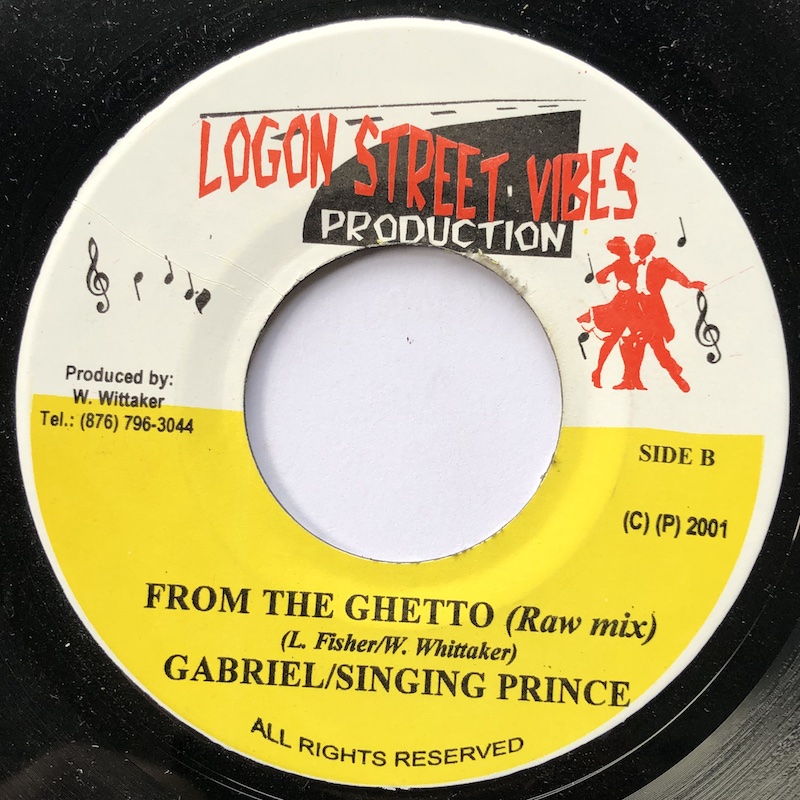 LOGON STREET VIBES
PRODUCTION
Produced by:
W. Wittaker
Tel.: (876) 796-3044
SIDE B
(C) (P) 2001
FROM THE GHETTO (Raw mix)
(L. Fisher/W. Whittaker)
GABRIEL/SINGING PRINCE
ALL RIGHTS RESERVED